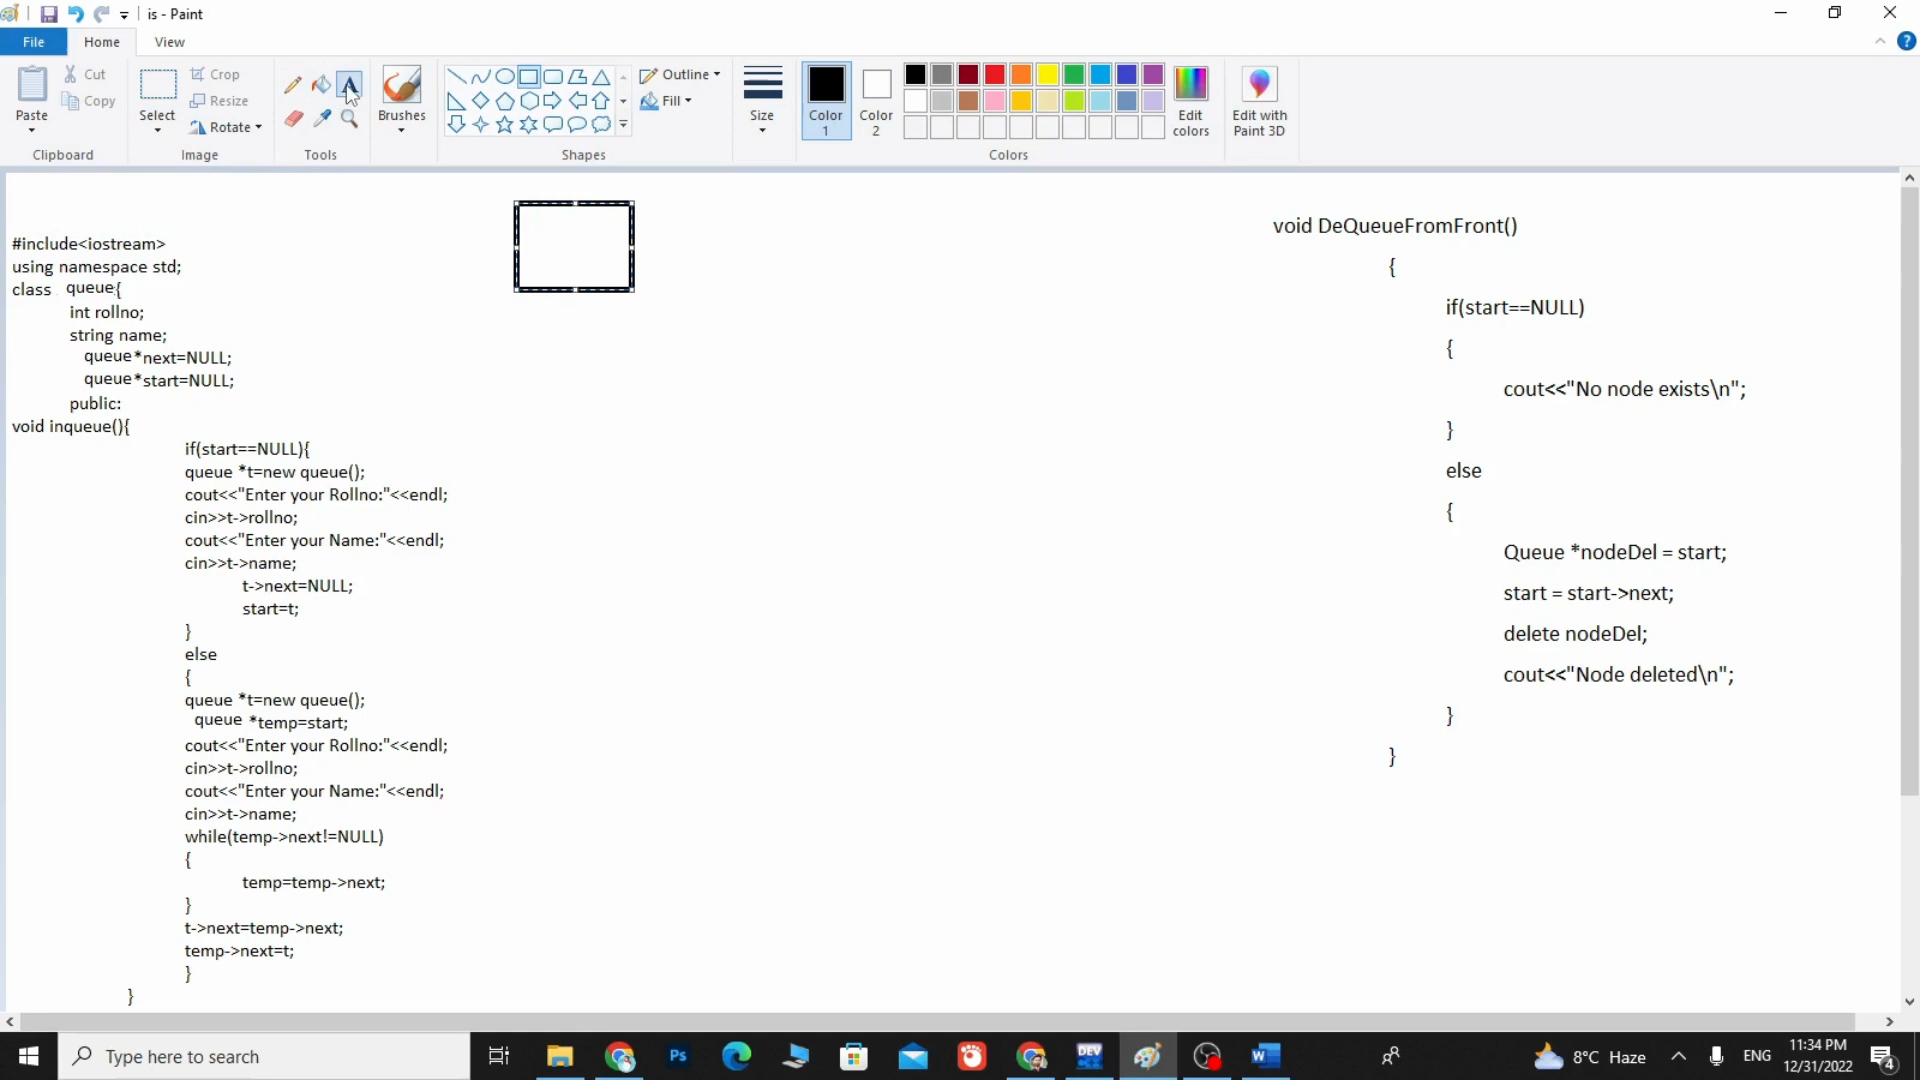 is - Paint
File Home View
Paste
Cut
Copy
Clipboard
Select
Crop
Resize
Rotate
Image
A
Tools
Brushes
Shapes
Outline
Fill
Size
Color 1
Color 2
Edit colors
Colors
Edit with Paint 3D
#include<iostream>
using namespace std;
class queue{
int rollno;
string name;
queue*next=NULL;
queue*start=NULL;
public:
void inqueue(){
if(start==NULL){
queue *t=new queue();
cout<<"Enter your Rollno:"<<endl;
cin>>t->rollno;
cout<<"Enter your Name:"<<endl;
cin>>t->name;
t->next=NULL;
start=t;
}
else
{
queue *t=new queue();
queue *temp=start;
cout<<"Enter your Rollno:"<<endl;
cin>>t->rollno;
cout<<"Enter your Name:"<<endl;
cin>>t->name;
while(temp->next!=NULL)
{
temp=temp->next;
}
t->next=temp->next;
temp->next=t;
}
}
void DeQueueFromFront()
{
if(start==NULL)
{
cout<<"No node exists\n";
}
else
{
Queue *nodeDel = start;
start = start->next;
delete nodeDel;
cout<<"Node deleted\n";
}
}
Type here to search
Ps
DEV
W
8°C Haze
ENG
11:34 PM
12/31/2022
4